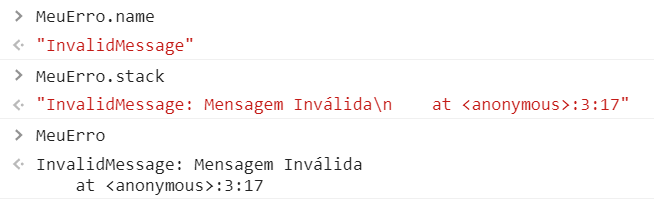 > MeuErro.name
<· "InvalidMessage"
> MeuErro.stack
<· "InvalidMessage: Mensagem Inválida\n    at <anonymous>:3:17"
> MeuErro
<· InvalidMessage: Mensagem Inválida
    at <anonymous>:3:17